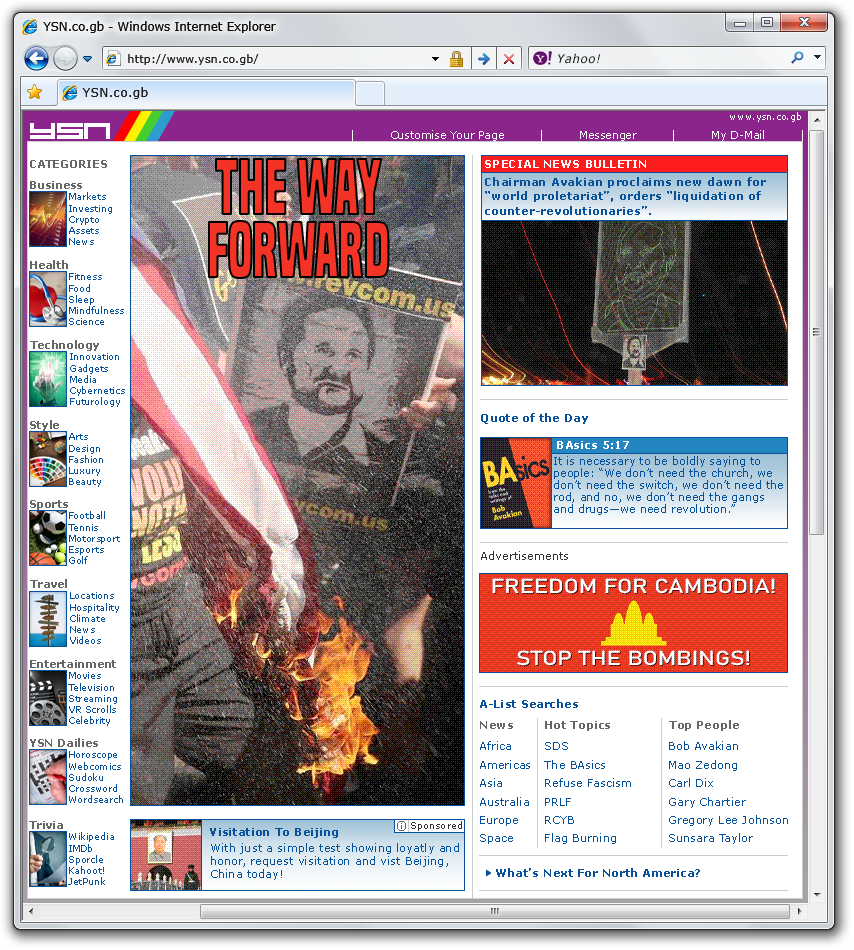 YSN.co.gb - Windows Internet Explorer
http://www.ysn.co.gb/
Yahoo!
YSN.co.gb
www.ysn.co.gb
ysn
Customise Your Page
Messenger
My D-Mail
CATEGORIES
Business
Markets
Investing
Crypto
Assets
News
Health
Fitness
Food
Sleep
Mindfulness
Science
Technology
Innovation
Gadgets
Media
Cybernetics
Futurology
Style
Arts
Design
Fashion
Luxury
Beauty
Sports
Football
Tennis
Motorsport
Esports
Golf
Travel
Locations
Hospitality
Climate
News
Videos
Entertainment
Movies
Television
Streaming
VR Scrolls
Celebrity
YSN Dailies
Horoscope
Webcomics
Sudoku
Crossword
Wordsearch
Trivia
Wikipedia
IMDb
Sporcle
Kahoot!
JetPunk
THE WAY
FORWARD
.revcom.us
revcom.us
Sponsored
Visitation To Beijing
With just a simple test showing loyatly and
honor, request visitation and vist Beijing,
China today!
SPECIAL NEWS BULLETIN
Chairman Avakian proclaims new dawn for
"world proletariat", orders "liquidation of
counter-revolutionaries".
Quote of the Day
BAsics
from the talks and
writings of
Bob
Avakian
BAsics 5:17
It is necessary to be boldly saying to
people: "We don't need the church, we
don't need the switch, we don't need the
rod, and no, we don't need the gangs
and drugs—we need revolution."
Advertisements
FREEDOM FOR CAMBODIA!
STOP THE BOMBINGS!
A-List Searches
News
Africa
Americas
Asia
Australia
Europe
Space
Hot Topics
SDS
The BAsics
Refuse Fascism
PRLF
RCYB
Flag Burning
Top People
Bob Avakian
Mao Zedong
Carl Dix
Gary Chartier
Gregory Lee Johnson
Sunsara Taylor
What's Next For North America?